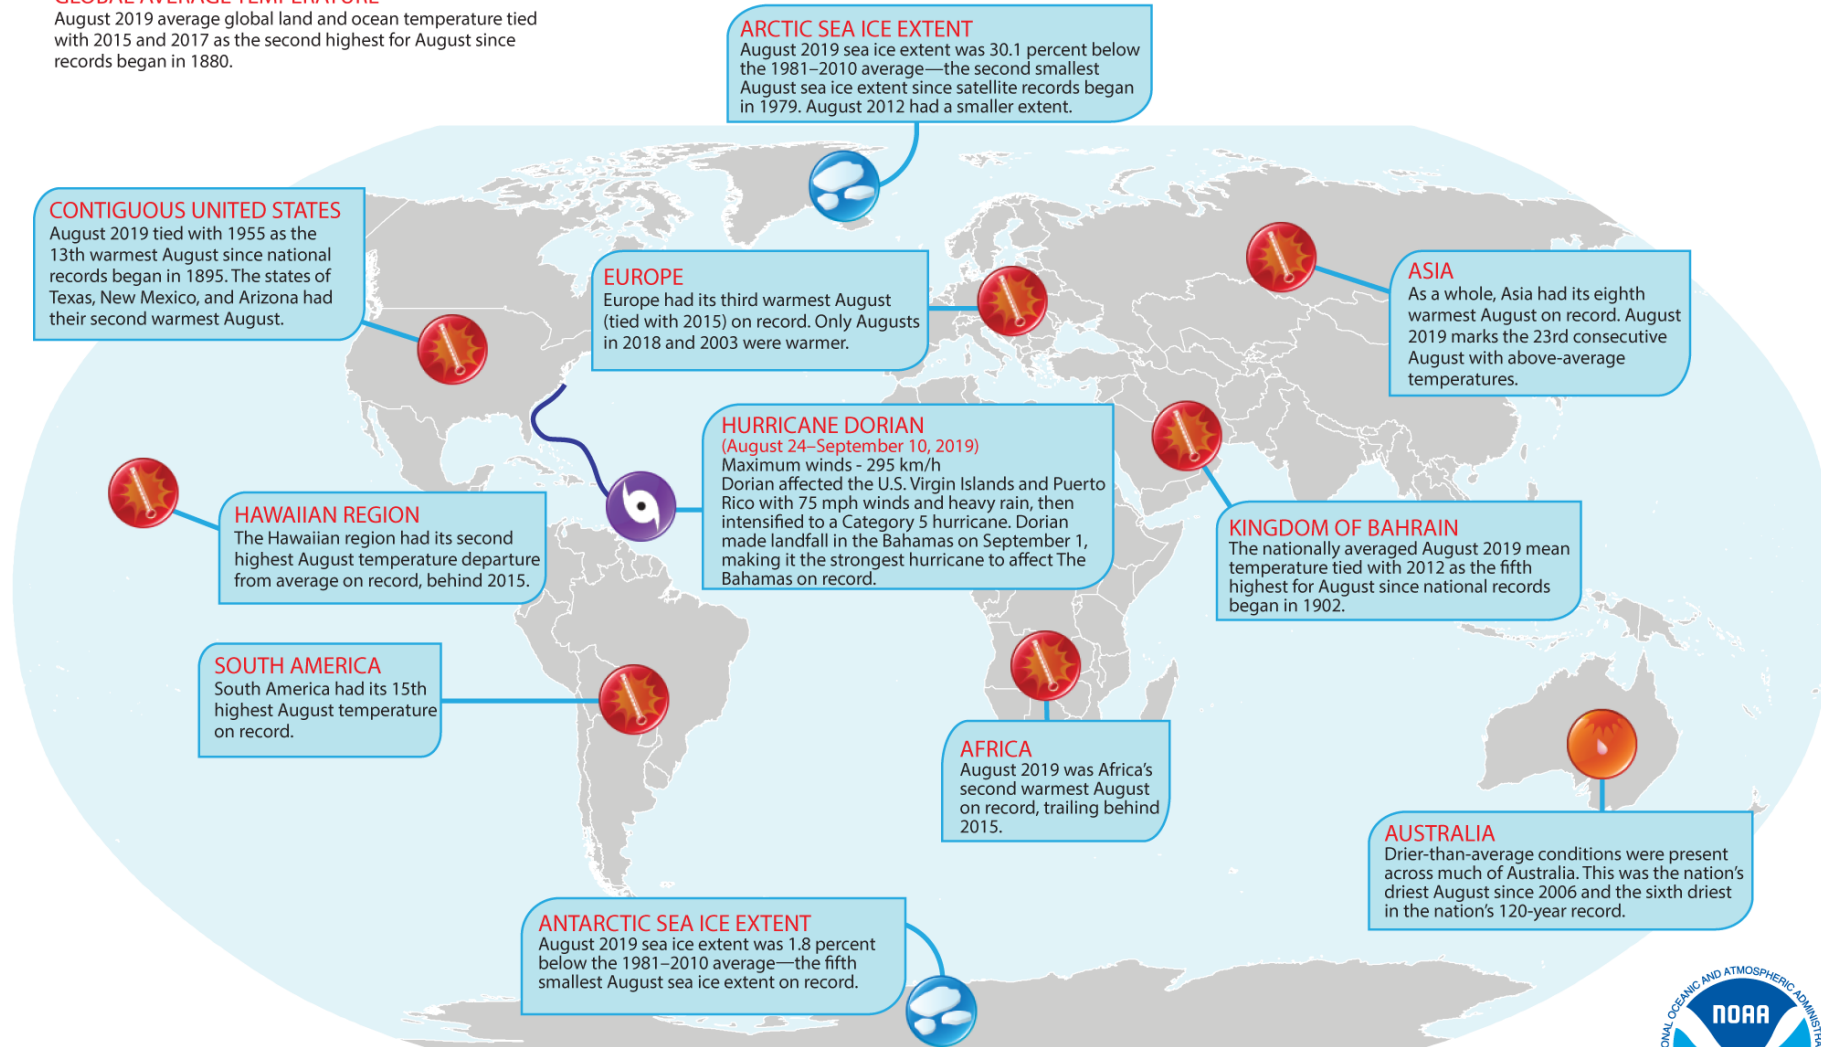 GLOBAL AVERAGE TEMPERATURE
August 2019 average global land and ocean temperature tied
with 2015 and 2017 as the second highest for August since
records began in 1880.
ARCTIC SEA ICE EXTENT
August 2019 sea ice extent was 30.1 percent below
the 1981–2010 average—the second smallest
August sea ice extent since satellite records began
in 1979. August 2012 had a smaller extent.
CONTIGUOUS UNITED STATES
August 2019 tied with 1955 as the
13th warmest August since national
records began in 1895. The states of
Texas, New Mexico, and Arizona had
their second warmest August.
EUROPE
Europe had its third warmest August
(tied with 2015) on record. Only Augusts
in 2018 and 2003 were warmer.
ASIA
As a whole, Asia had its eighth
warmest August on record. August
2019 marks the 23rd consecutive
August with above-average
temperatures.
HURRICANE DORIAN
(August 24–September 10, 2019)
Maximum winds - 295 km/h
Dorian affected the U.S. Virgin Islands and Puerto
Rico with 75 mph winds and heavy rain, then
intensified to a Category 5 hurricane. Dorian
made landfall in the Bahamas on September 1,
making it the strongest hurricane to affect The
Bahamas on record.
HAWAIIAN REGION
The Hawaiian region had its second
highest August temperature departure
from average on record, behind 2015.
KINGDOM OF BAHRAIN
The nationally averaged August 2019 mean
temperature tied with 2012 as the fifth
highest for August since national records
began in 1902.
SOUTH AMERICA
South America had its 15th
highest August temperature
on record.
AFRICA
August 2019 was Africa's
second warmest August
on record, trailing behind
2015.
AUSTRALIA
Drier-than-average conditions were present
across much of Australia. This was the nation's
driest August since 2006 and the sixth driest
in the nation's 120-year record.
ANTARCTIC SEA ICE EXTENT
August 2019 sea ice extent was 1.8 percent
below the 1981–2010 average—the fifth
smallest August sea ice extent on record.
OCEANIC AND ATMOSPHERIC
NOAA